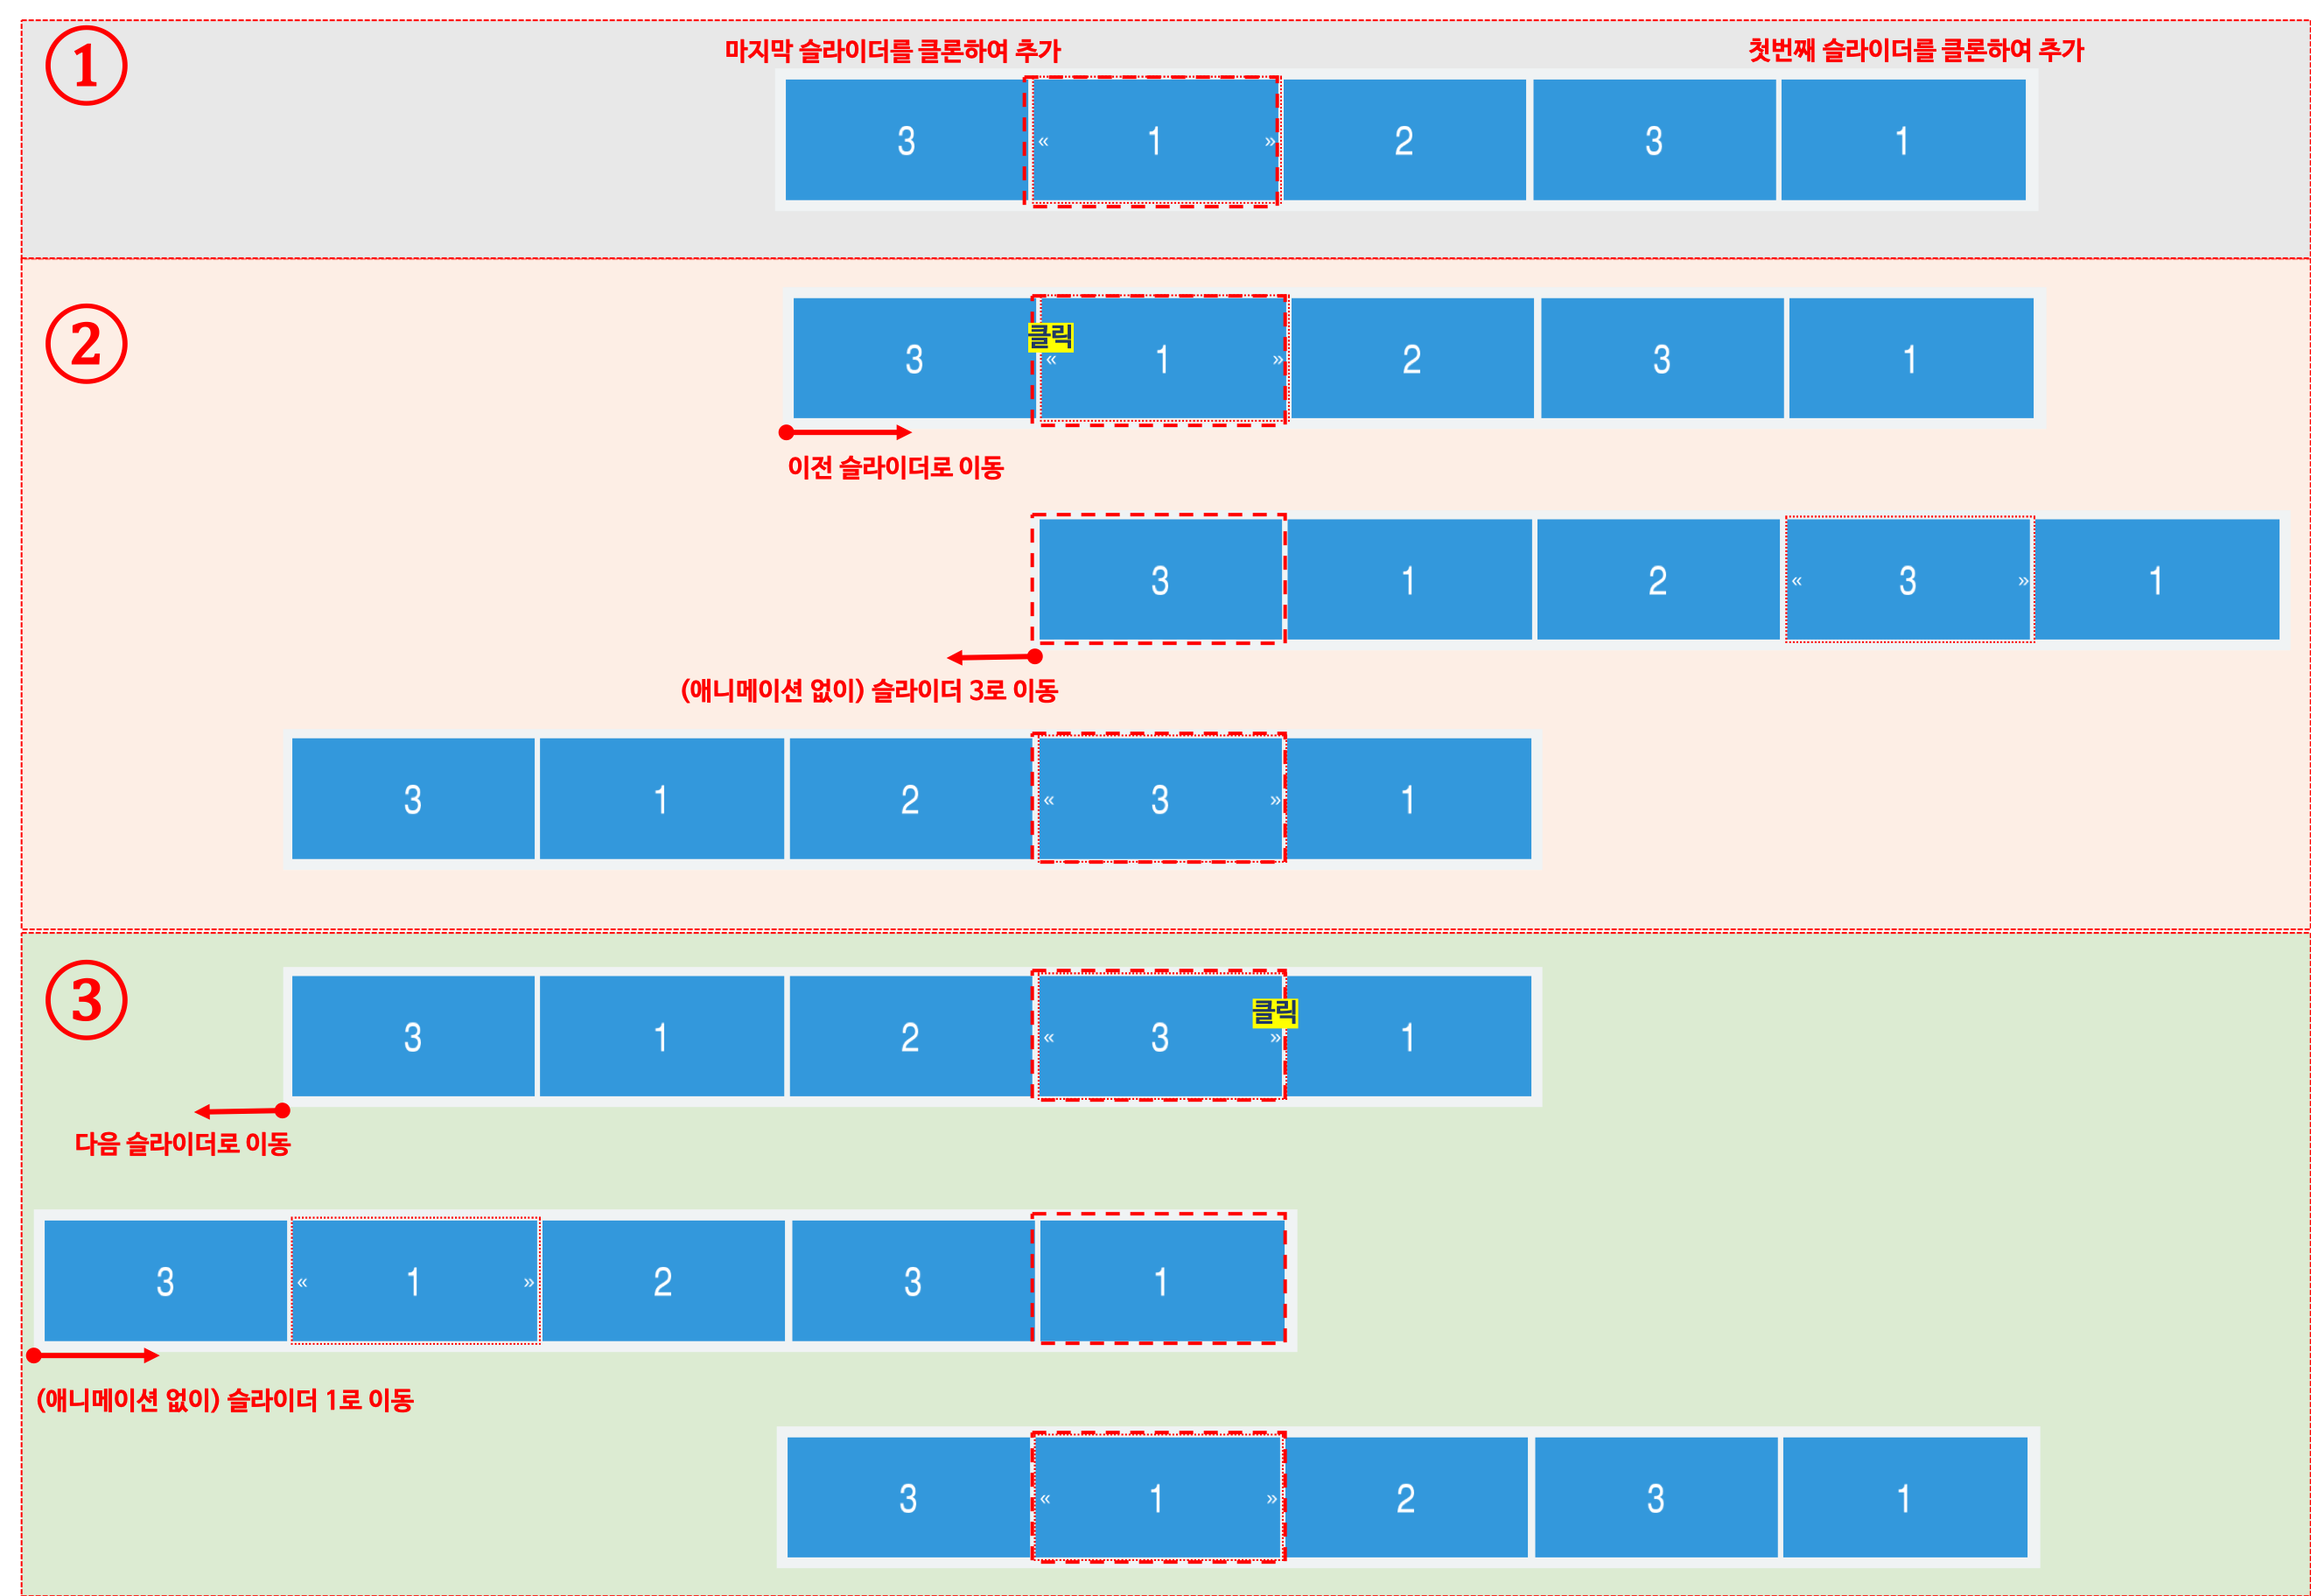 ①
마지막 슬라이더를 클론하여 추가
첫번째 슬라이더를 클론하여 추가
3 « 1 » 2 3 1
②
클릭
3 « 1 » 2 3 1
이전 슬라이더로 이동
3 1 2 « 3 » 1
(애니메이션 없이) 슬라이더 3로 이동
3 1 2 « 3 » 1
③
클릭
3 1 2 « 3 » 1
다음 슬라이더로 이동
3 « 1 » 2 3 1
(애니메이션 없이) 슬라이더 1로 이동
3 « 1 » 2 3 1